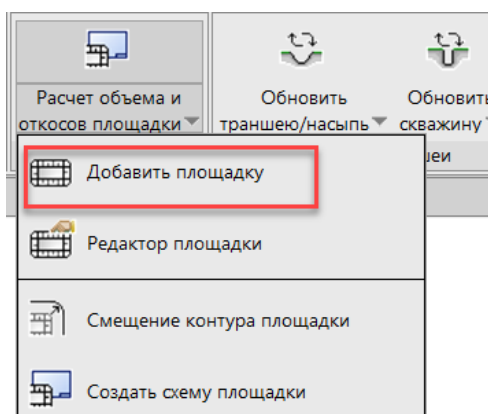 Расчет объема и
откосов площадки
Обновить
траншею/насыпь
Обновить
скважину
Добавить площадку
Редактор площадки
Смещение контура площадки
Создать схему площадки